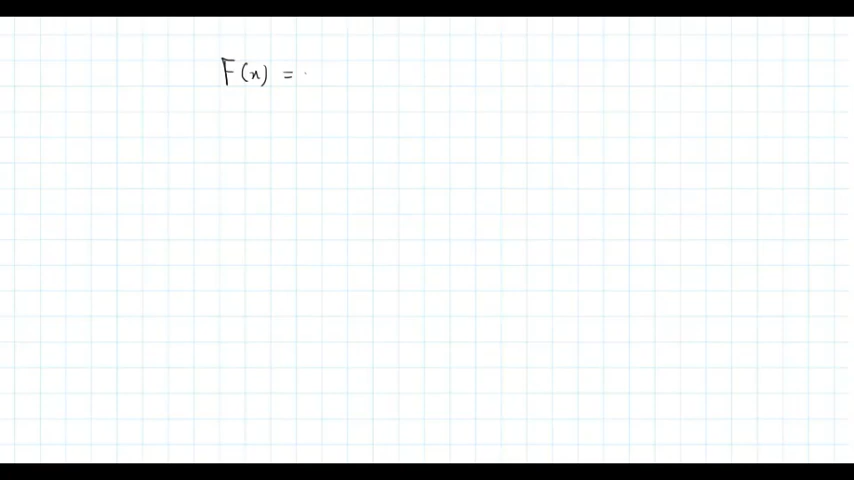 F(x) =